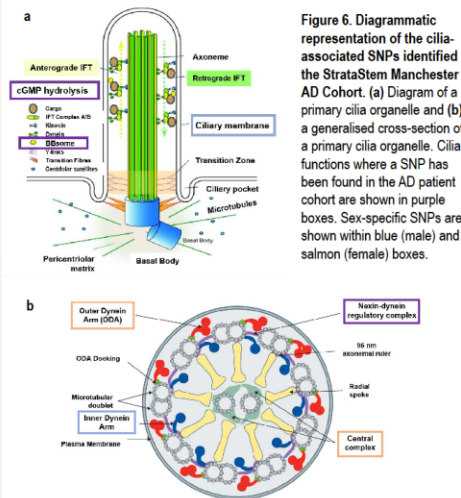 a
Anterograde IFT
Axoneme
Retrograde IFT
cGMP hydrolysis
Cargo
IFT Complex A/B
Kinesin
Dynein
BBsome
Y-links
Transition Fibres
Centriolar satellites
Ciliary membrane
Transition Zone
Ciliary pocket
Microtubules
Basal Body
Pericentriolar
metrix
Basal Body
Figure 6. Diagrammatic
representation of the cilia-
associated SNPs identified
the StrataStem Manchester
AD Cohort. (a) Diagram of a
primary cilia organelle and (b)
a generalised cross-section of
a primary cilia organelle. Cilia
functions where a SNP has
been found in the AD patient
cohort are shown in purple
boxes. Sex-specific SNPs are
shown within blue (male) and
salmon (female) boxes.
b
Outer Dynein
Arm (ODA)
Nexin-dynein
regulatory complex
ODA Docking
96 nm
axonemal ruler
Microtubular
doublet
Radial
spoke
Inner Dynein
Arm
Plasma Membrane
Central
complex